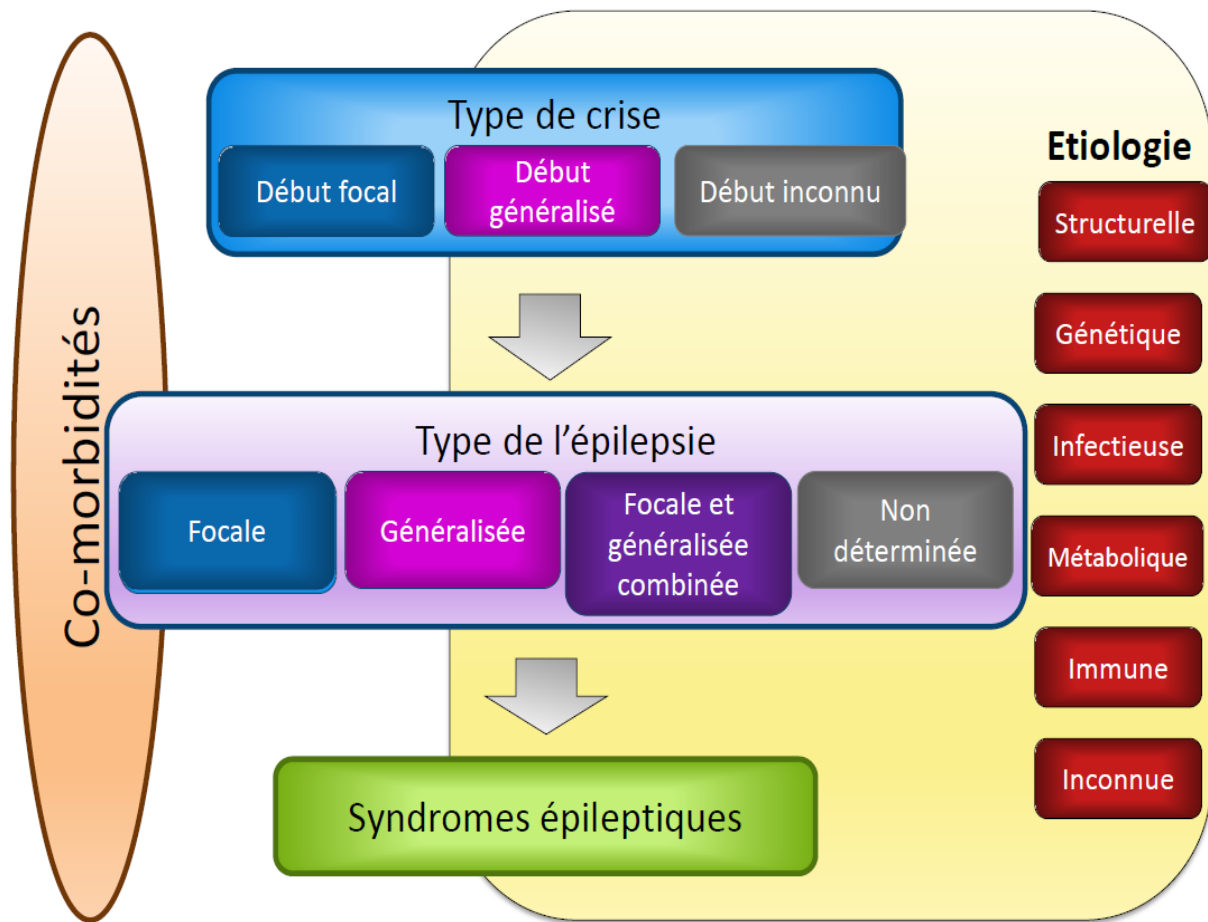 Type de crise
Début focal
Début
généralisé
Début inconnu
Type de l’épilepsie
Focale
Généralisée
Focale et
généralisée
combinée
Non
déterminée
Syndromes épileptiques
Co-morbidités
Etiologie
Structurelle
Génétique
Infectieuse
Métabolique
Immune
Inconnue